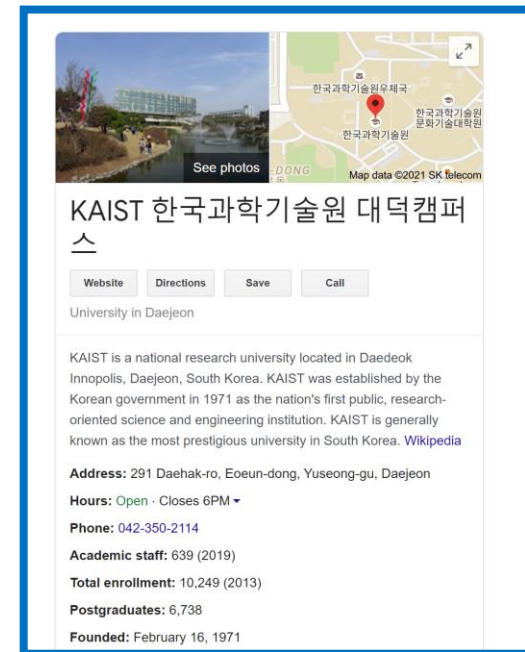 한국과학기술원우체국
한국과학기술원
문화기술대학원
한국과학기술원
See photos
-DONG
Map data ©2021 SK telecom
KAIST 한국과학기술원 대덕캠퍼
스
Website Directions Save Call
University in Daejeon
KAIST is a national research university located in Daedeok
Innopolis, Daejeon, South Korea. KAIST was established by the
Korean government in 1971 as the nation's first public, research-
oriented science and engineering institution. KAIST is generally
known as the most prestigious university in South Korea. Wikipedia
Address: 291 Daehak-ro, Eoeun-dong, Yuseong-gu, Daejeon
Hours: Open · Closes 6PM
Phone: 042-350-2114
Academic staff: 639 (2019)
Total enrollment: 10,249 (2013)
Postgraduates: 6,738
Founded: February 16, 1971